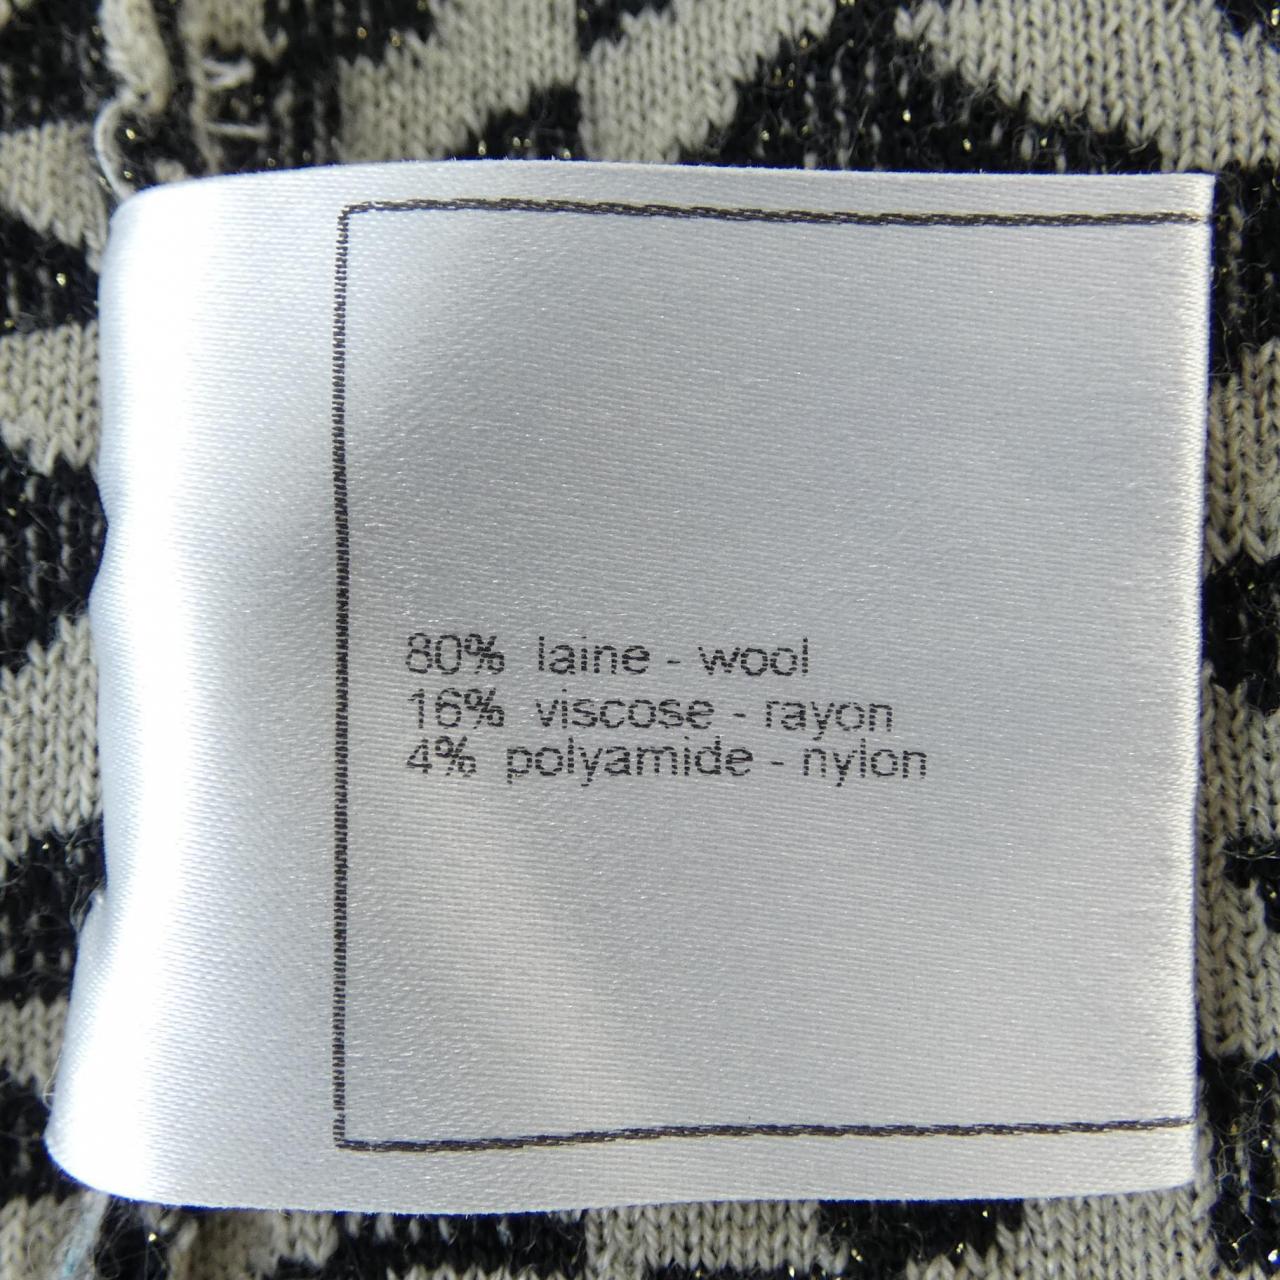 80% laine - wool
16% viscose - rayon
4% polyamide - nylon